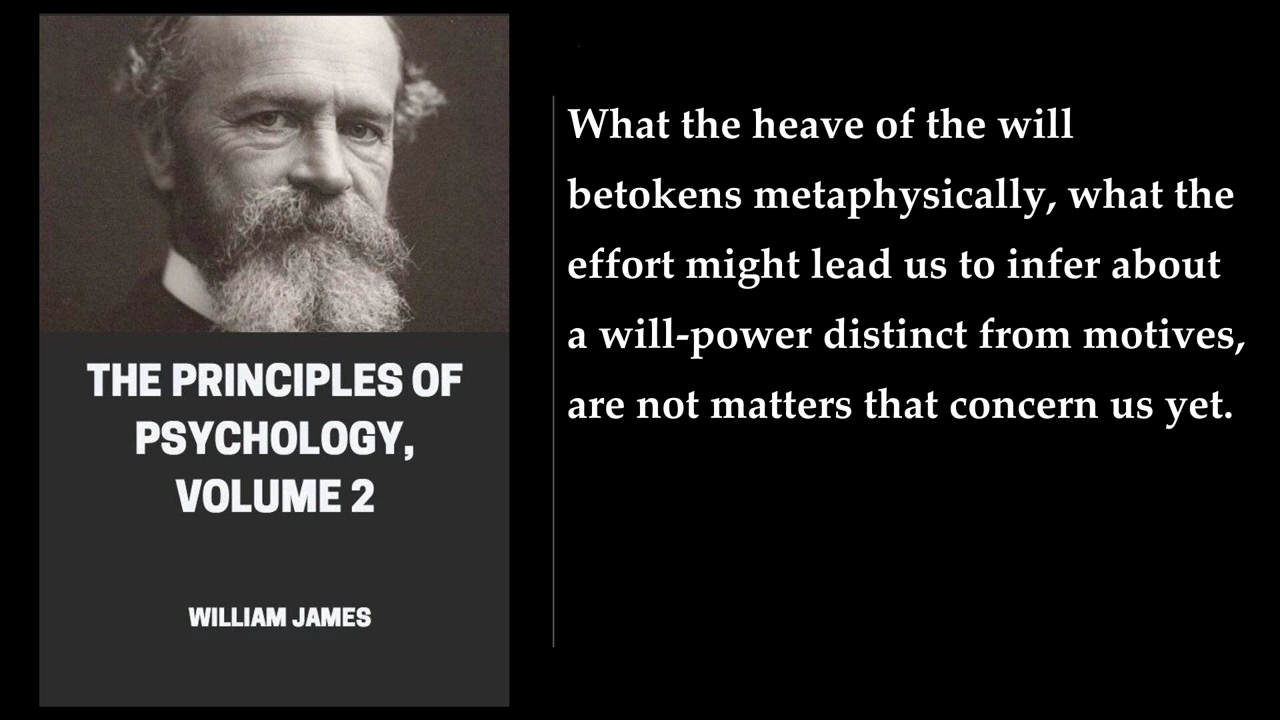 THE PRINCIPLES OF
PSYCHOLOGY,
VOLUME 2
WILLIAM JAMES
What the heave of the will
betokens metaphysically, what the
effort might lead us to infer about
a will-power distinct from motives,
are not matters that concern us yet.